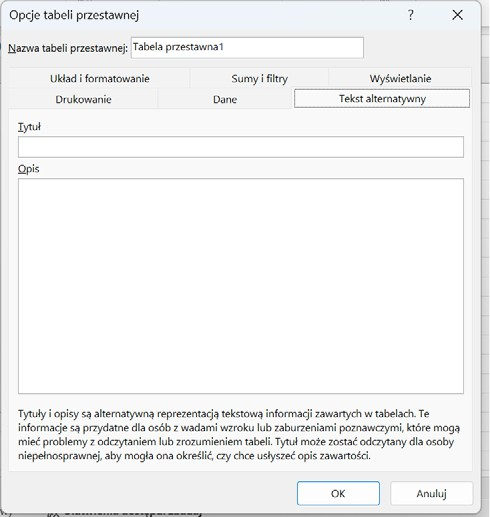 Opcje tabeli przestawnej
?
Nazwa tabeli przestawnej: Tabela przestawna1
Układ i formatowanie Sumy i filtry Wyświetlanie
Drukowanie Dane Tekst alternatywny
Tytuł
Opis
Tytuły i opisy są alternatywną reprezentacją tekstową informacji zawartych w tabelach. Te
informacje są przydatne dla osób z wadami wzroku lub zaburzeniami poznawczymi, które mogą
mieć problemy z odczytaniem lub zrozumieniem tabeli. Tytuł może zostać odczytany dla osoby
niepełnosprawnej, aby mogła ona określić, czy chce usłyszeć opis zawartości.
OK Anuluj